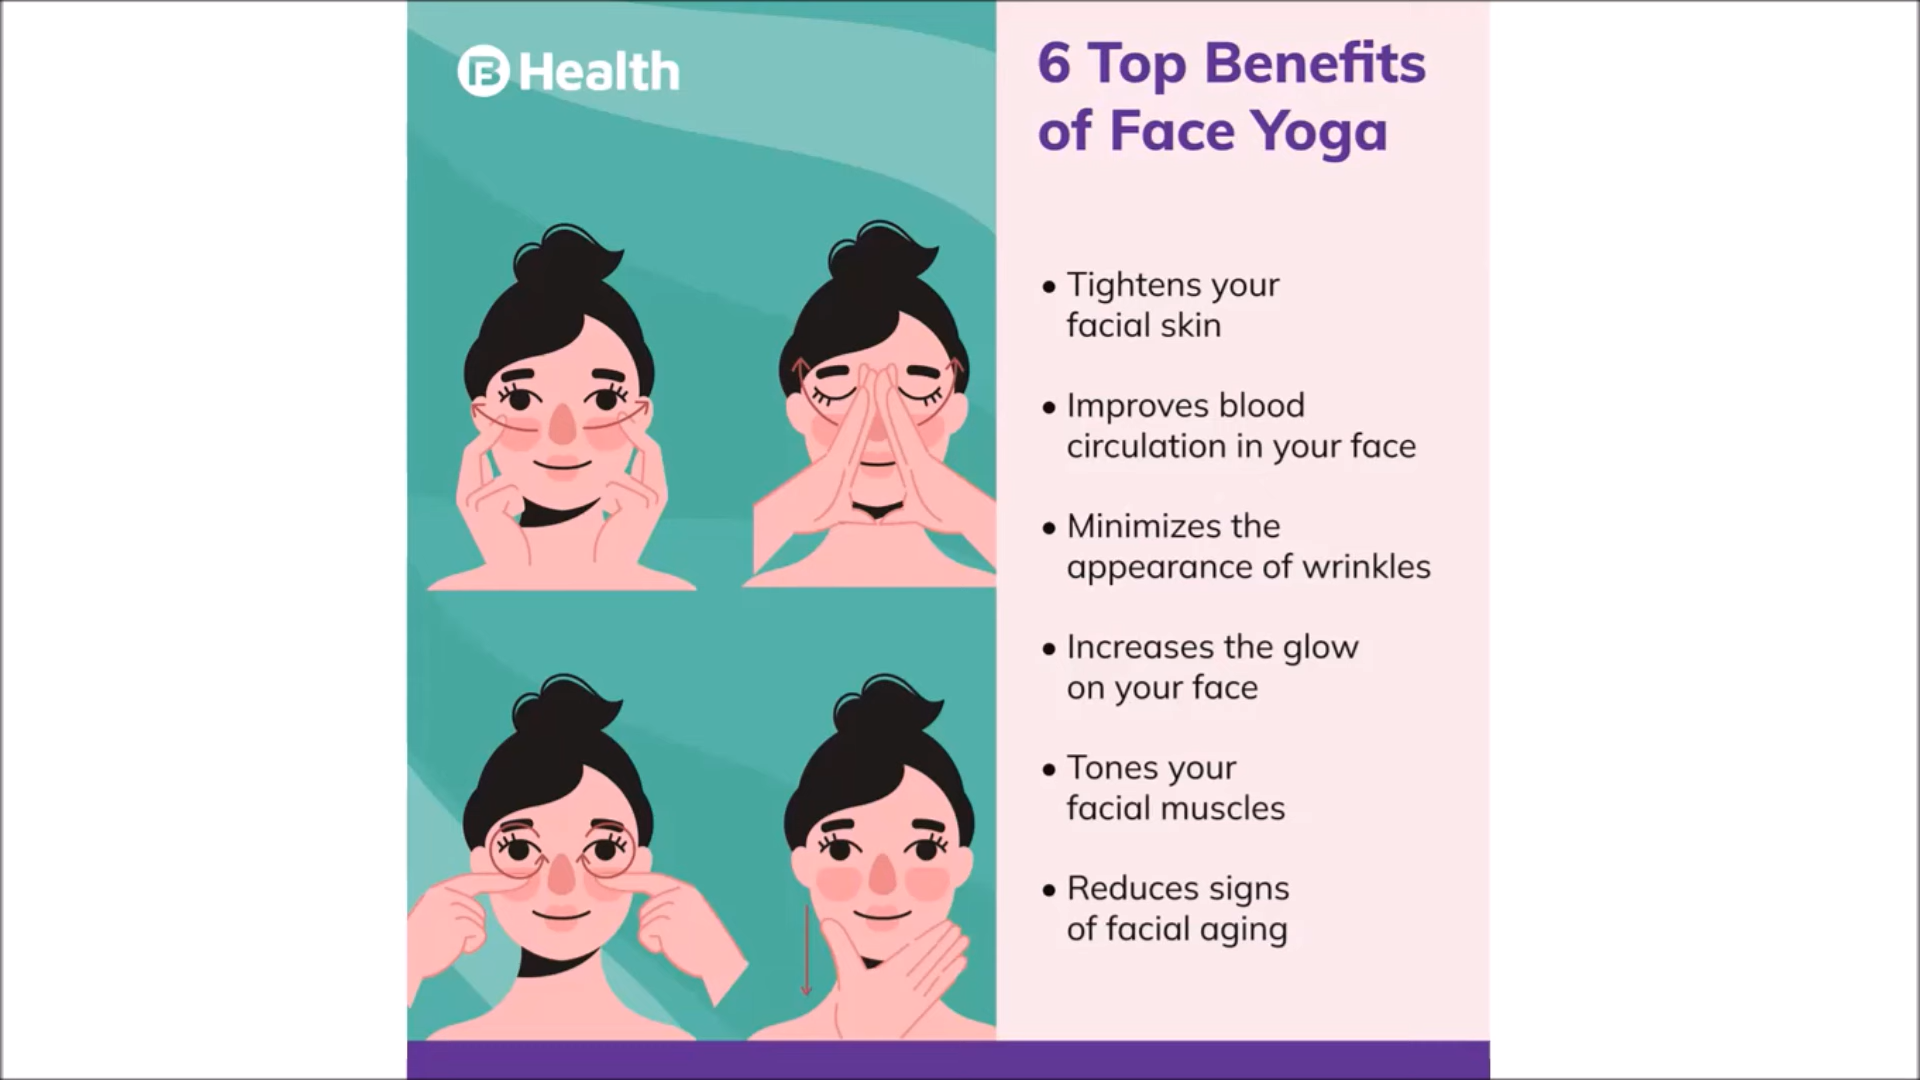 Health
6 Top Benefits
of Face Yoga
• Tightens your
facial skin
• Improves blood
circulation in your face
• Minimizes the
appearance of wrinkles
• Increases the glow
on your face
• Tones your
facial muscles
• Reduces signs
of facial aging